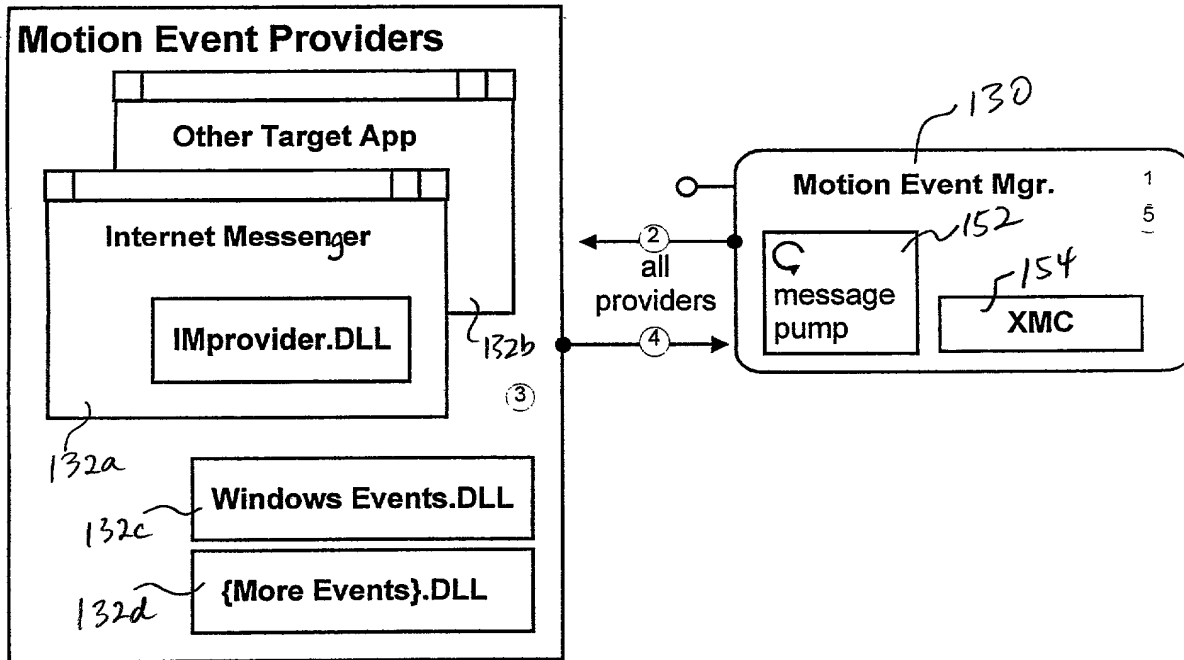 Motion Event Providers
Other Target App
Internet Messenger
IMprovider.DLL
132b
3
132a
Windows Events.DLL
132c
{More Events}.DLL
132d
2
all
providers
4
130
Motion Event Mgr.
1
5
152
message
pump
154
XMC